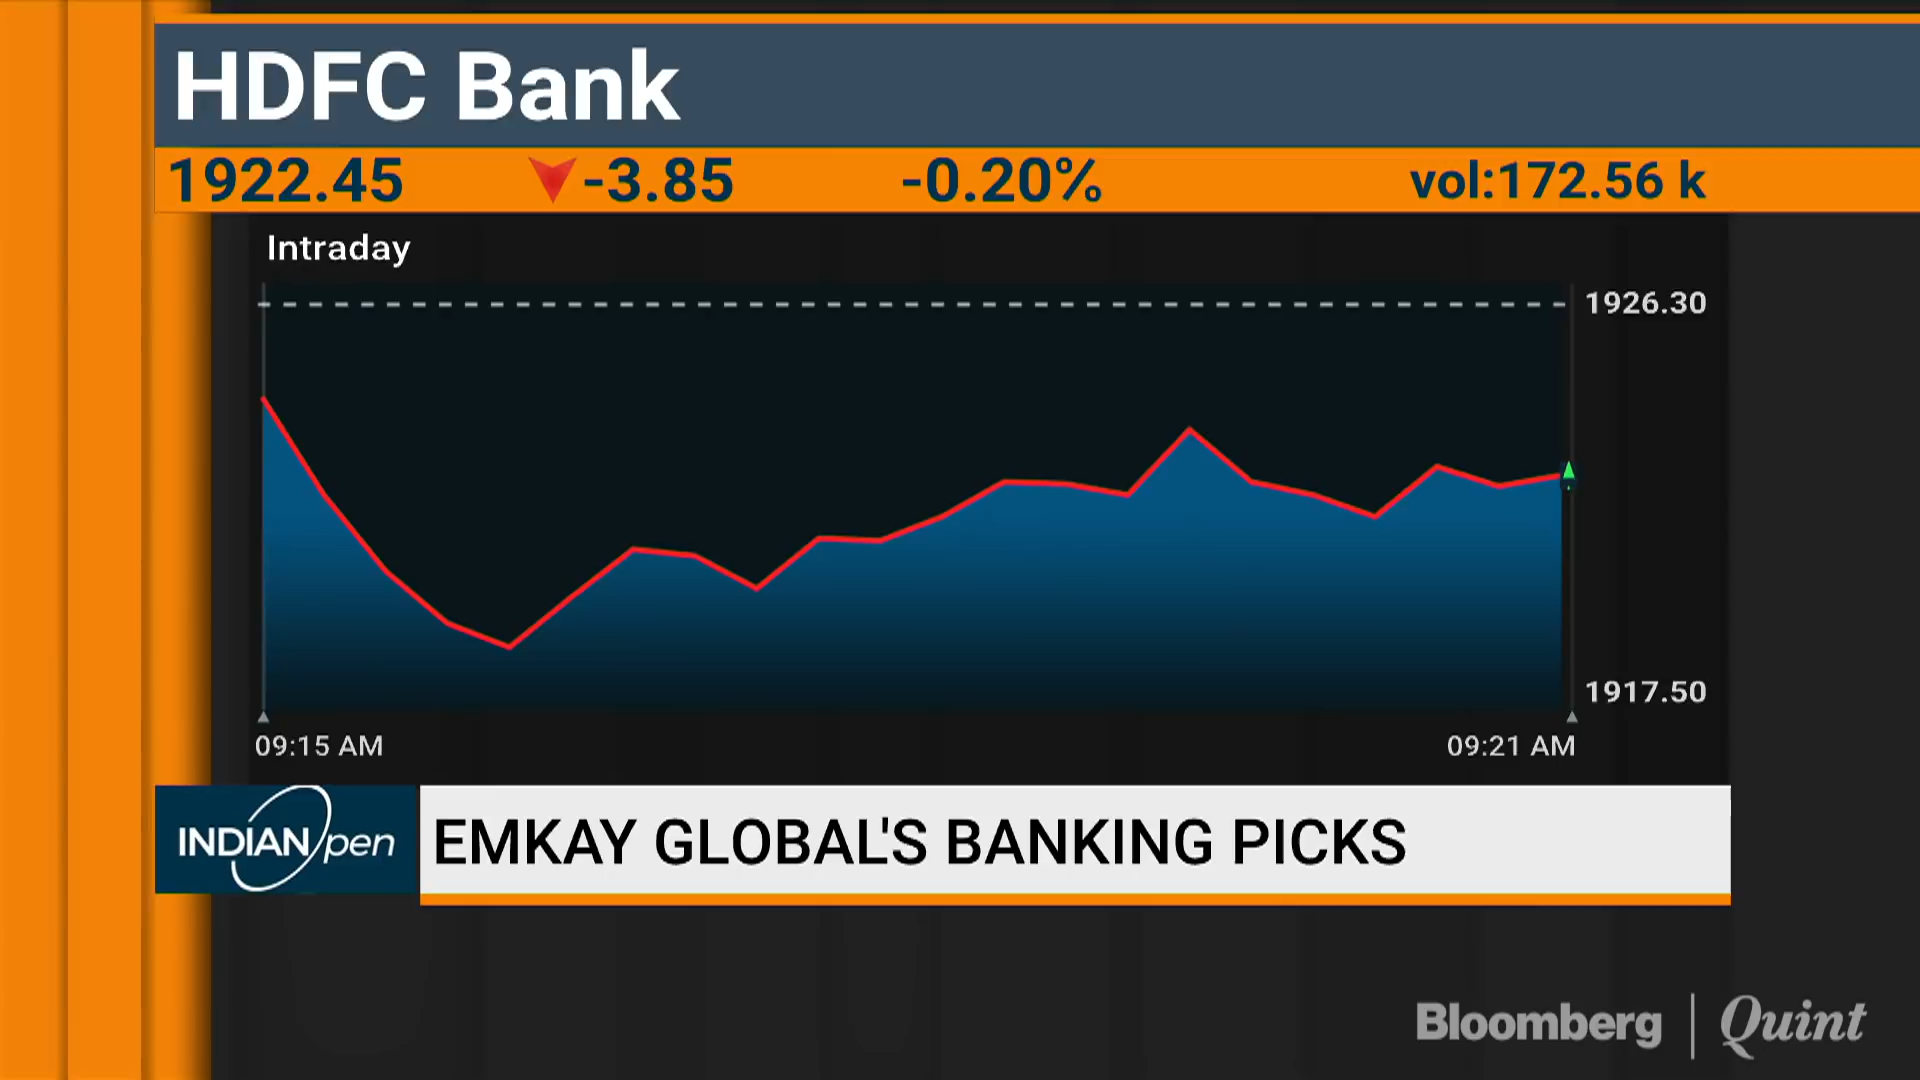 HDFC Bank
1922.45 -3.85 -0.20% vol:172.56 k
Intraday
1926.30
1917.50
09:15 AM 09:21 AM
INDIAN Open EMKAY GLOBAL'S BANKING PICKS
Bloomberg | Quint